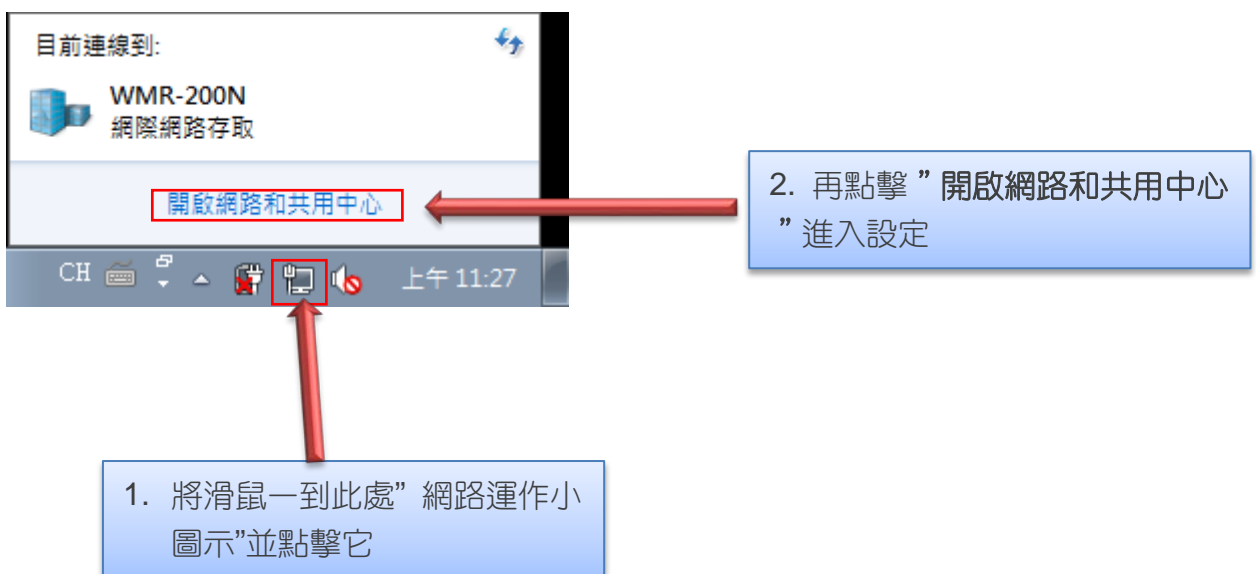 目前連線到:
WMR-200N
網際網路存取
開啟網路和共用中心
CH
上午 11:27
2. 再點擊 ” 開啟網路和共用中心
” 進入設定
1. 將滑鼠一到此處” 網路運作小
圖示”並點擊它